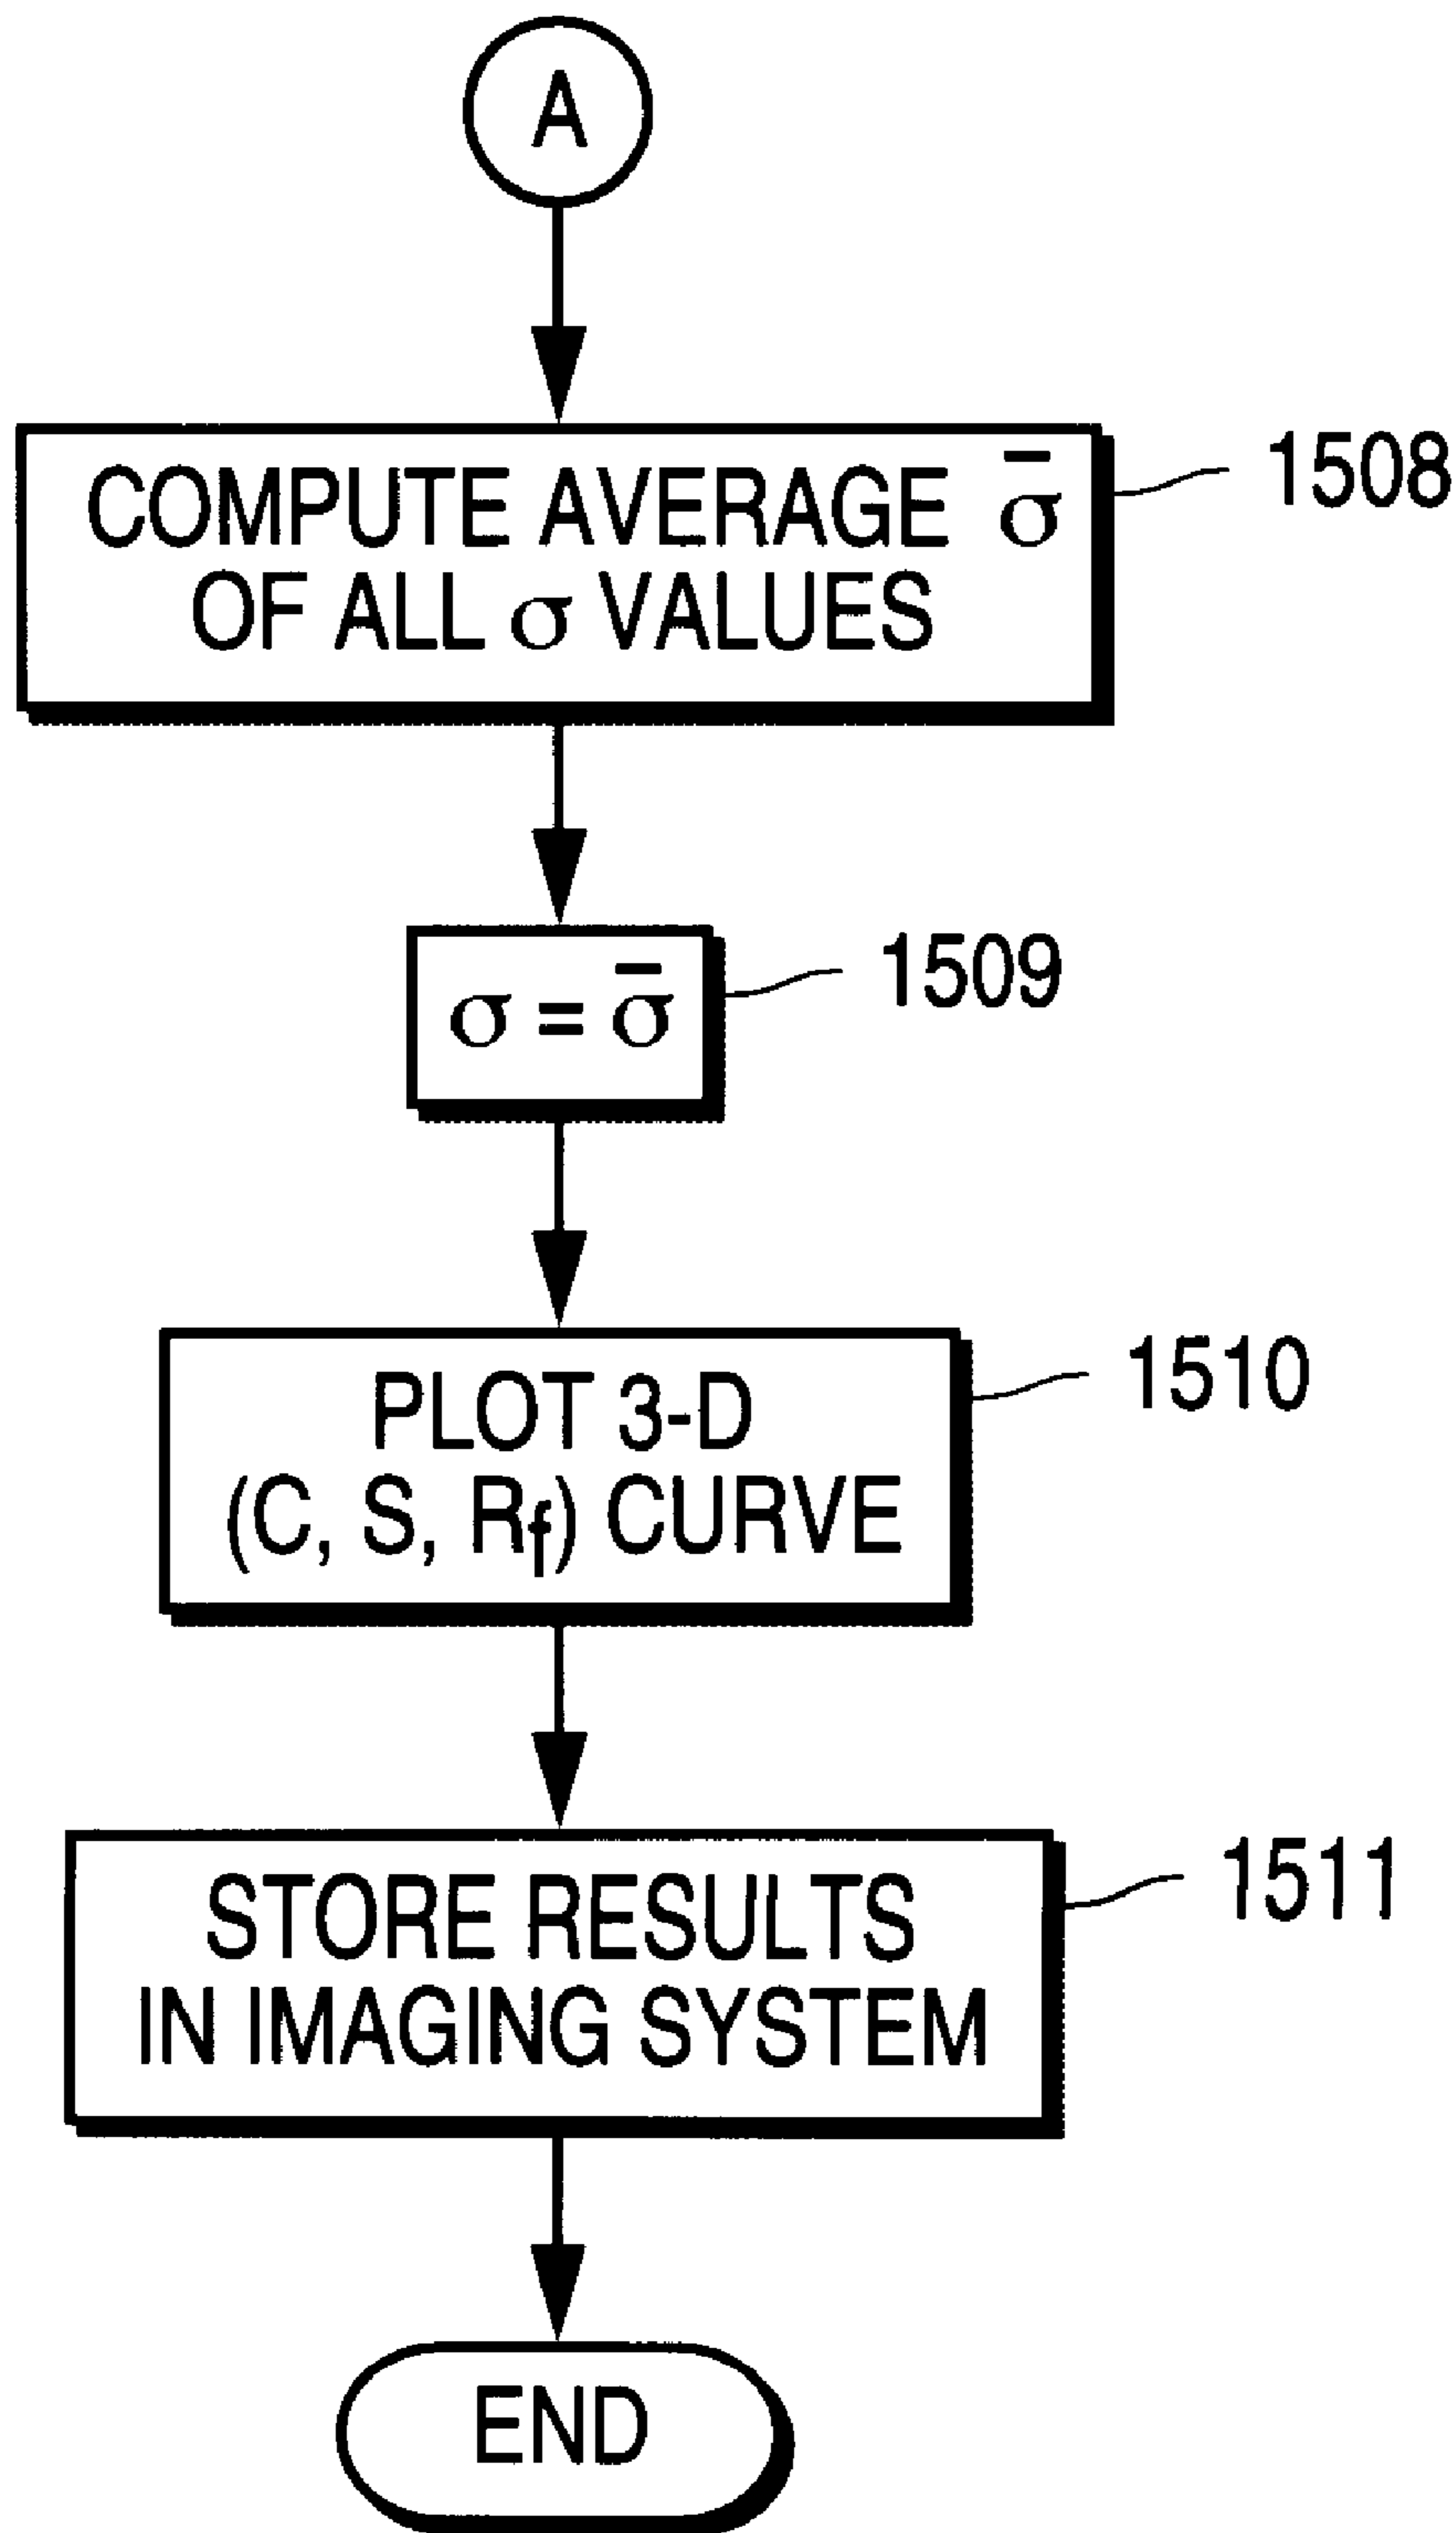 A
COMPUTE AVERAGE σ̄
OF ALL σ VALUES
1508
σ = σ̄
1509
PLOT 3-D
(C, S, Rf) CURVE
1510
STORE RESULTS
IN IMAGING SYSTEM
1511
END